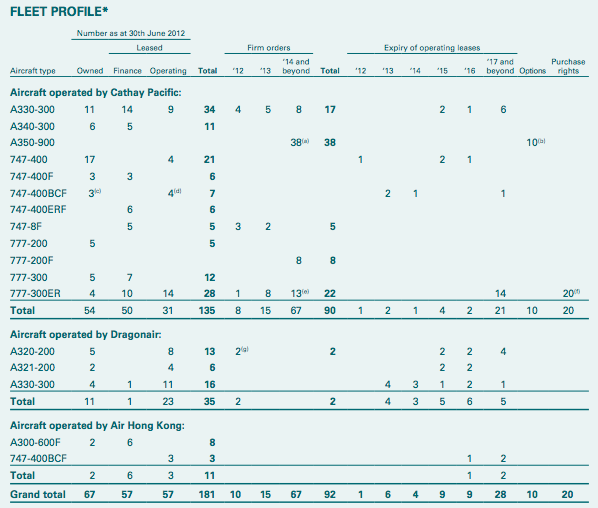 FLEET PROFILE*
Number as at 30th June 2012
Leased Firm orders Expiry of operating leases
'14 and '17 and Purchase
Aircraft type Owned Finance Operating Total '12 '13 beyond Total '12 '13 '14 '15 '16 beyond Options rights
Aircraft operated by Cathay Pacific:
A330-300 11 14 9 34 4 5 8 17 2 1 6
A340-300 6 5 11
A350-900 38(a) 38 10(b)
747-400 17 4 21 1 2 1
747-400F 3 3 6
747-400BCF 3(c) 4(d) 7 2 1 1
747-400ERF 6 6
747-8F 5 5 3 2 5
777-200 5 5
777-200F 8 8
777-300 5 7 12
777-300ER 4 10 14 28 1 8 13(e) 22 14 20(f)
Total 54 50 31 135 8 15 67 90 1 2 1 4 2 21 10 20
Aircraft operated by Dragonair:
A320-200 5 8 13 2(g) 2 2 2 4
A321-200 2 4 6 2 2
A330-300 4 1 11 16 4 3 1 2 1
Total 11 1 23 35 2 2 4 3 5 6 5
Aircraft operated by Air Hong Kong:
A300-600F 2 6 8
747-400BCF 3 3 1 2
Total 2 6 3 11 1 2
Grand total 67 57 57 181 10 15 67 92 1 6 4 9 9 28 10 20